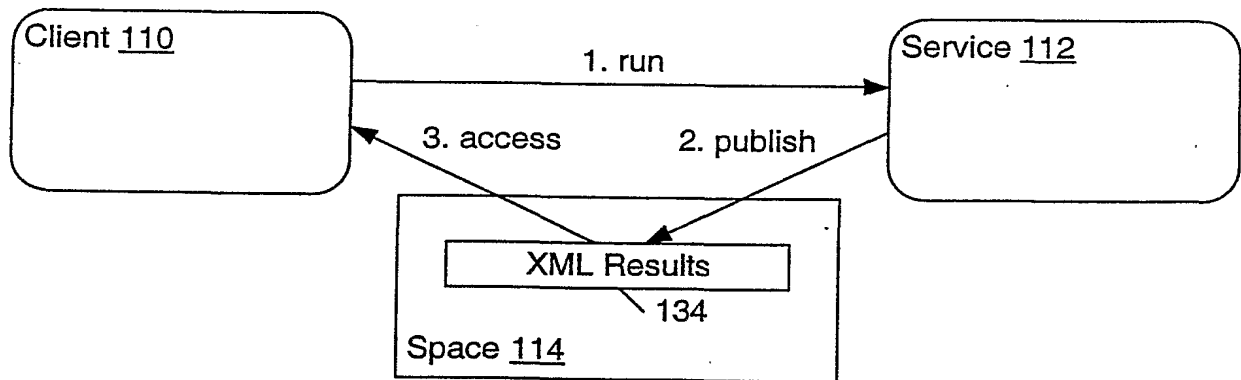 Client 110
Service 112
1. run
3. access
2. publish
XML Results
134
Space 114